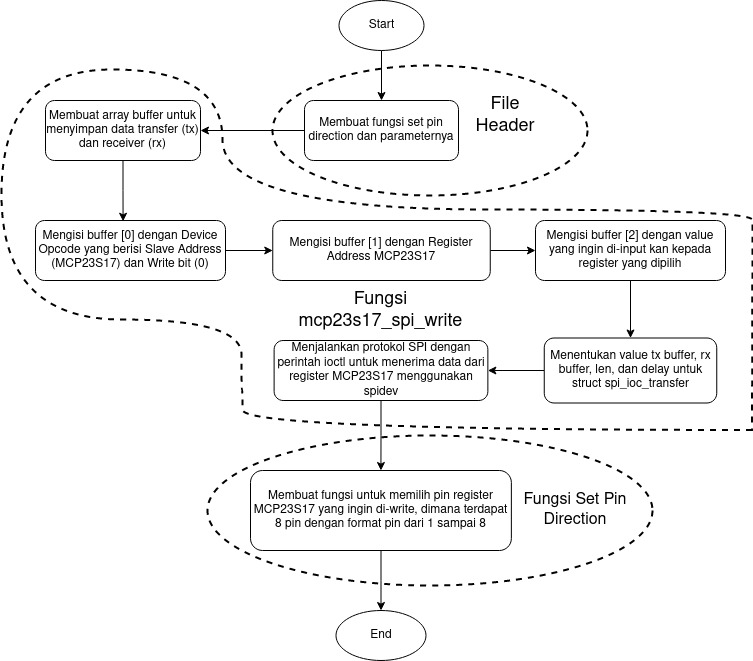 Start
Membuat fungsi set pin
direction dan parameternya
File
Header
Membuat array buffer untuk
menyimpan data transfer (tx)
dan receiver (rx)
Mengisi buffer [0] dengan Device
Opcode yang berisi Slave Address
(MCP23S17) dan Write bit (0)
Mengisi buffer [1] dengan Register
Address MCP23S17
Mengisi buffer [2] dengan value
yang ingin di-input kan kepada
register yang dipilih
Fungsi
mcp23s17_spi_write
Menentukan value tx buffer, rx
buffer, len, dan delay untuk
struct spi_ioc_transfer
Menjalankan protokol SPI dengan
perintah ioctl untuk menerima data dari
register MCP23S17 menggunakan
spidev
Membuat fungsi untuk memilih pin register
MCP23S17 yang ingin di-write, dimana terdapat
8 pin dengan format pin dari 1 sampai 8
Fungsi Set Pin
Direction
End